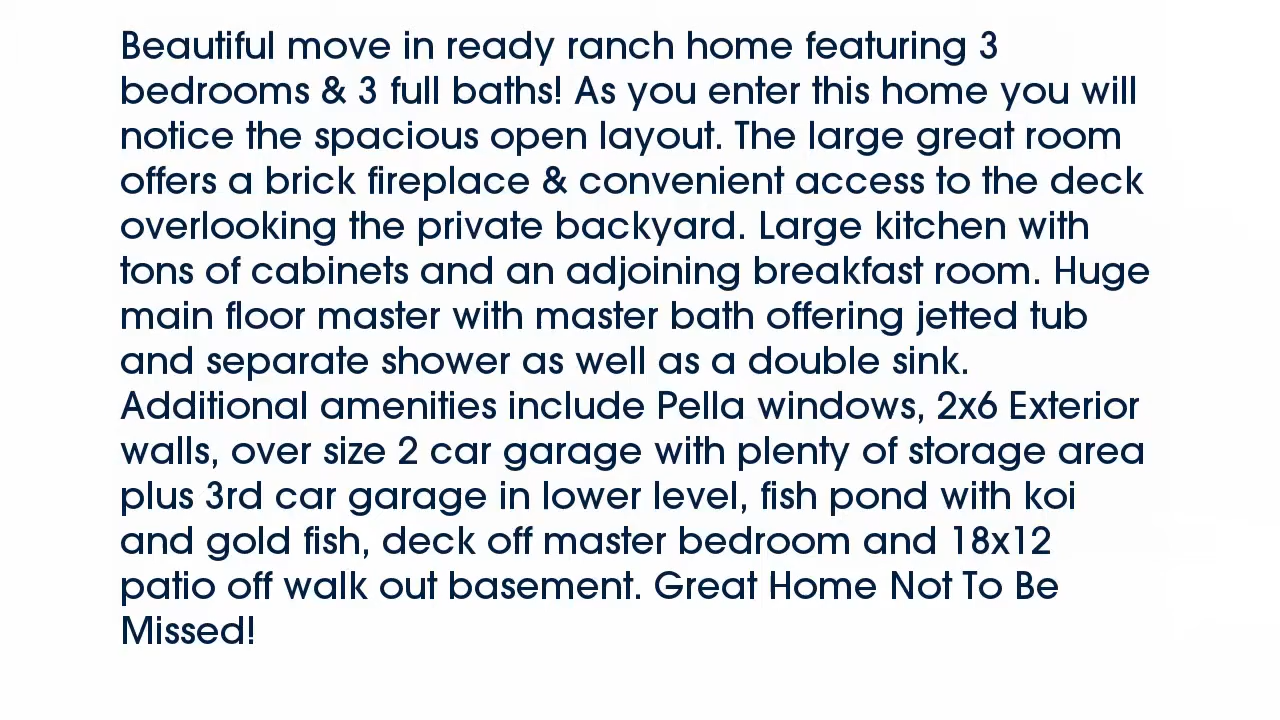 Beautiful move in ready ranch home featuring 3
bedrooms & 3 full baths! As you enter this home you will
notice the spacious open layout. The large great room
offers a brick fireplace & convenient access to the deck
overlooking the private backyard. Large kitchen with
tons of cabinets and an adjoining breakfast room. Huge
main floor master with master bath offering jetted tub
and separate shower as well as a double sink.
Additional amenities include Pella windows, 2x6 Exterior
walls, over size 2 car garage with plenty of storage area
plus 3rd car garage in lower level, fish pond with koi
and gold fish, deck off master bedroom and 18x12
patio off walk out basement. Great Home Not To Be
Missed!